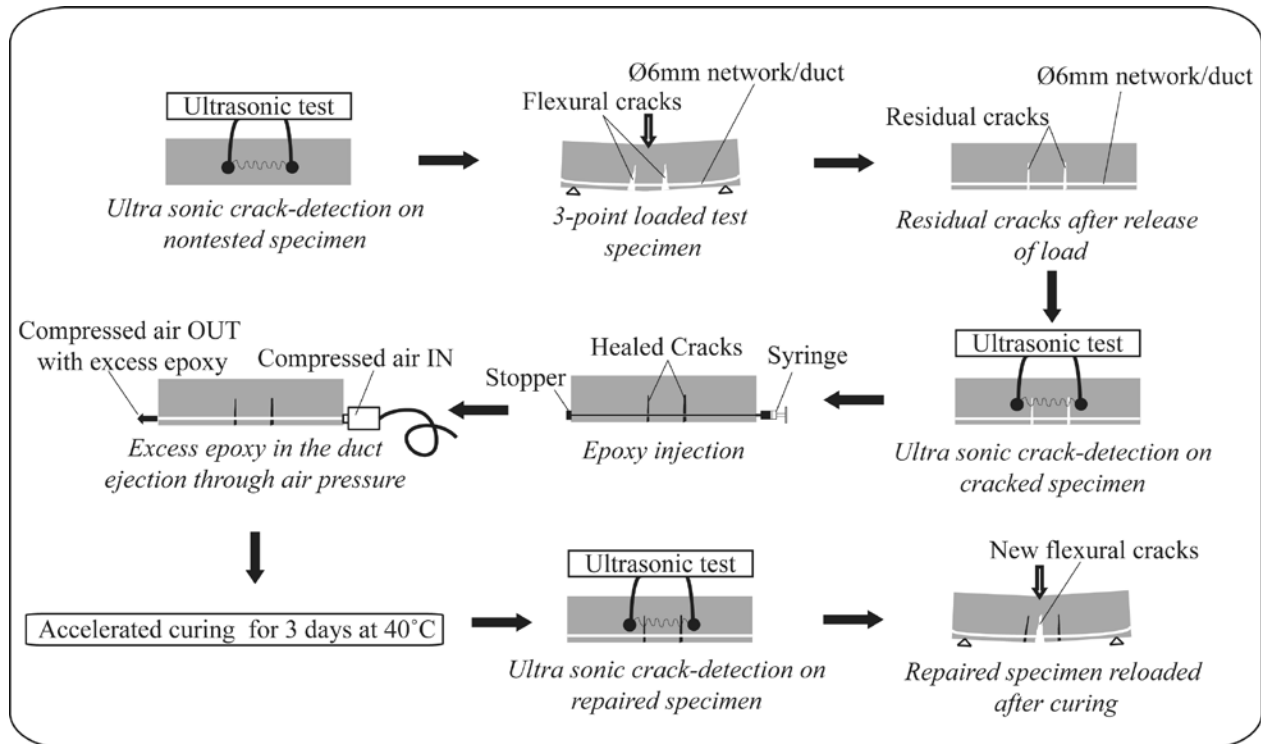 Ultrasonic test
Ultra sonic crack-detection on
nontested specimen
Flexural cracks
Ø6mm network/duct
3-point loaded test
specimen
Residual cracks
Ø6mm network/duct
Residual cracks after release
of load
Ultrasonic test
Ultra sonic crack-detection on
cracked specimen
Healed Cracks
Syringe
Stopper
Epoxy injection
Compressed air OUT
with excess epoxy
Compressed air IN
Excess epoxy in the duct
ejection through air pressure
Accelerated curing for 3 days at 40˚C
Ultrasonic test
Ultra sonic crack-detection on
repaired specimen
New flexural cracks
Repaired specimen reloaded
after curing